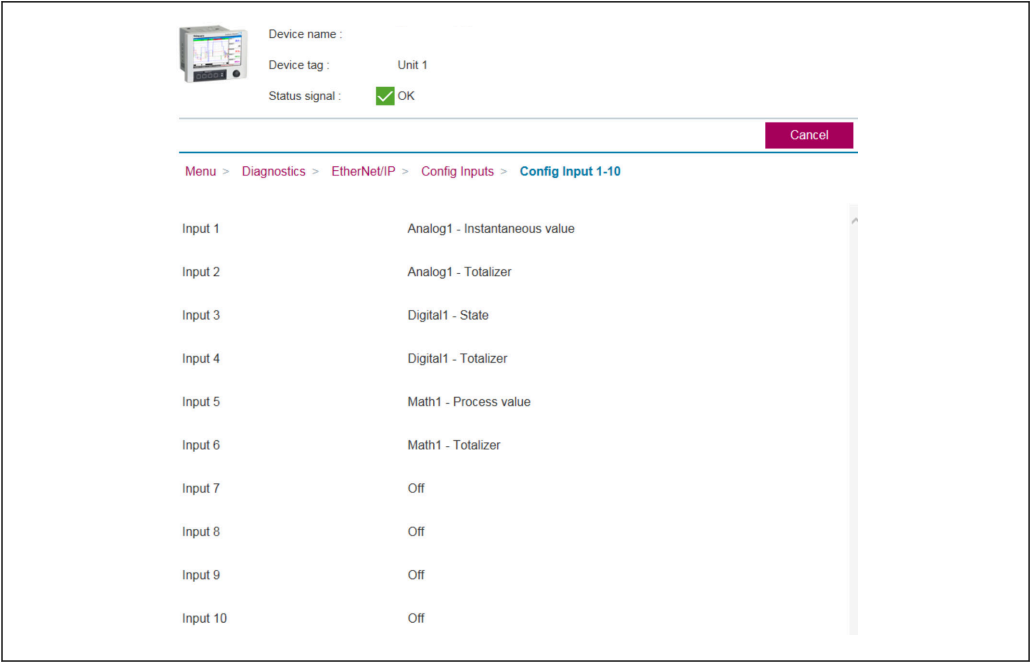 Device name :
Device tag : Unit 1
Status signal : OK
Cancel
Menu > Diagnostics > EtherNet/IP > Config Inputs > Config Input 1-10
Input 1 Analog1 - Instantaneous value
Input 2 Analog1 - Totalizer
Input 3 Digital1 - State
Input 4 Digital1 - Totalizer
Input 5 Math1 - Process value
Input 6 Math1 - Totalizer
Input 7 Off
Input 8 Off
Input 9 Off
Input 10 Off